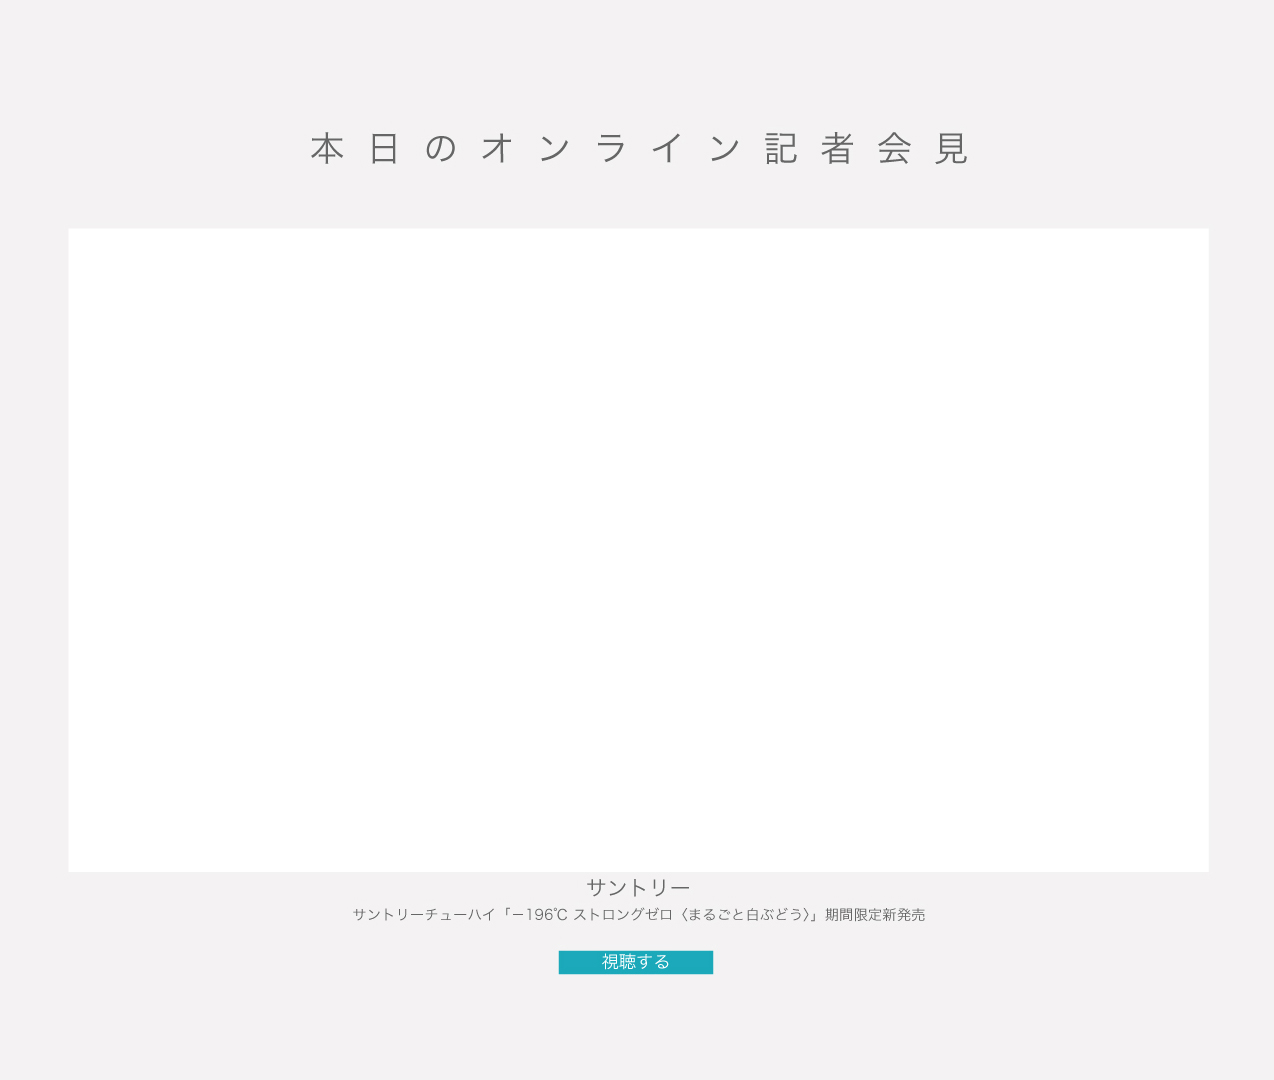 本日のオンライン記者会見
サントリー
サントリーチューハイ「－196℃ ストロングゼロ〈まるごと白ぶどう〉」期間限定新発売
視聴する